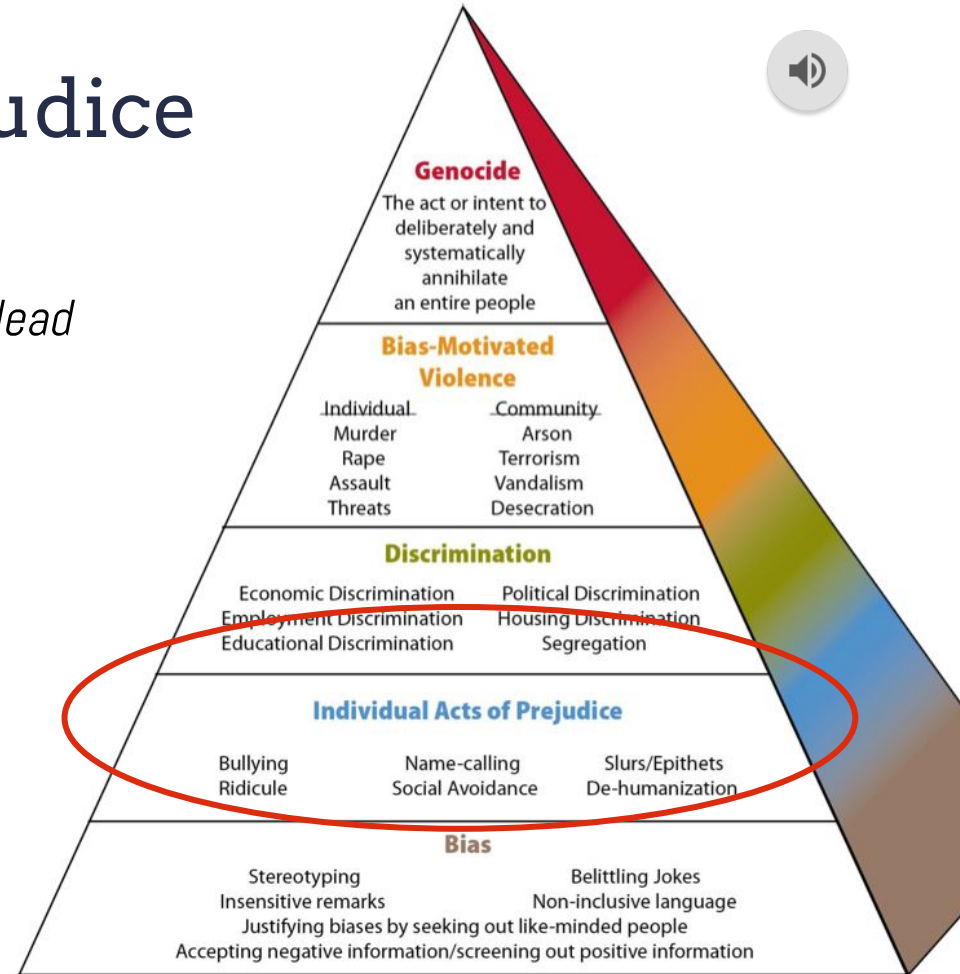 udice
lead
Genocide
The act or intent to
deliberately and
systematically
annihilate
an entire people
Bias-Motivated
Violence
Individual Community
Murder Arson
Rape Terrorism
Assault Vandalism
Threats Desecration
Discrimination
Economic Discrimination Political Discrimination
Employment Discrimination Housing Discrimination
Educational Discrimination Segregation
Individual Acts of Prejudice
Bullying Name-calling Slurs/Epithets
Ridicule Social Avoidance De-humanization
Bias
Stereotyping Belittling Jokes
Insensitive remarks Non-inclusive language
Justifying biases by seeking out like-minded people
Accepting negative information/screening out positive information